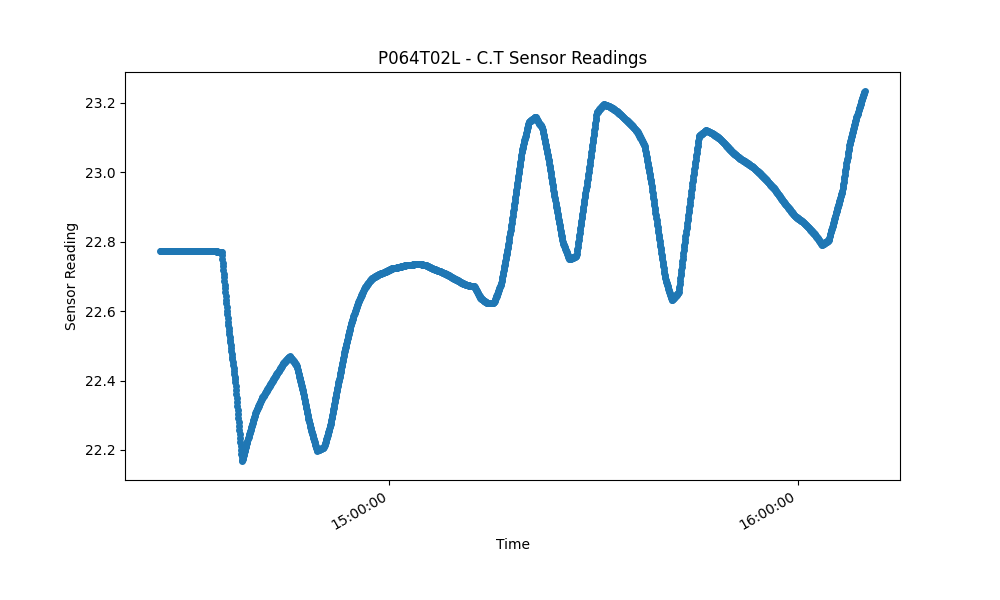 P064T02L - C.T Sensor Readings
Sensor Reading
23.2
23.0
22.8
22.6
22.4
22.2
15:00:00
16:00:00
Time